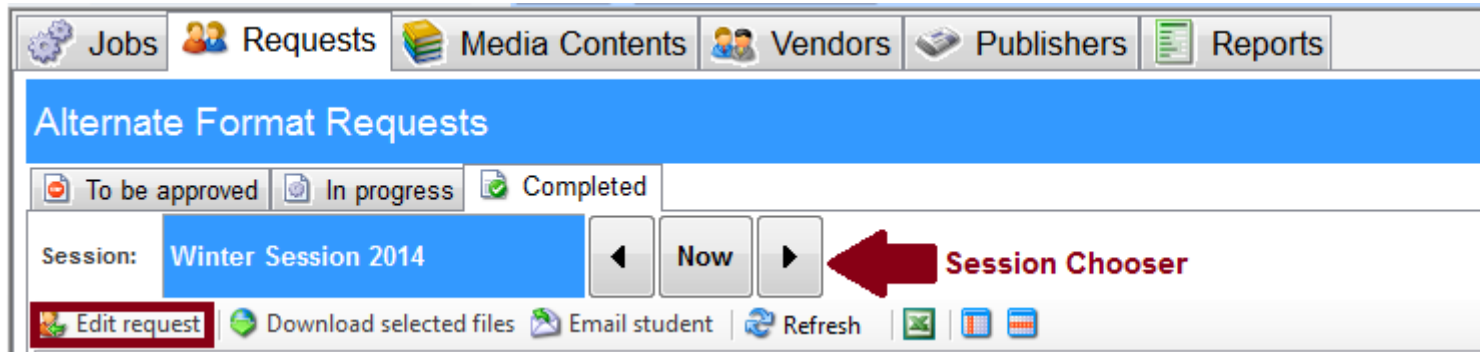 Jobs Requests Media Contents Vendors Publishers Reports
Alternate Format Requests
To be approved In progress Completed
Session: Winter Session 2014 Now Session Chooser
Edit request Download selected files Email student Refresh